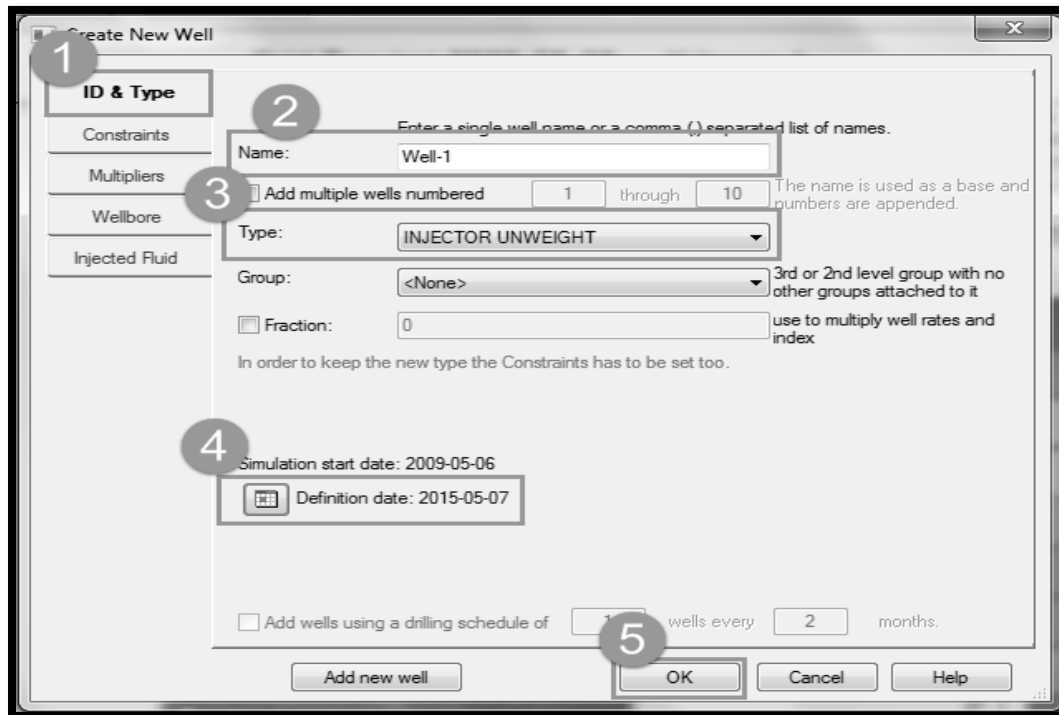 Create New Well
1
ID & Type
Constraints
Multipliers
Wellbore
Injected Fluid
2
Enter a single well name or a comma (,) separated list of names.
Name: Well-1
3
Add multiple wells numbered 1 through 10 The name is used as a base and
numbers are appended.
Type: INJECTOR UNWEIGHT
Group: <None> 3rd or 2nd level group with no
other groups attached to it
Fraction: 0 use to multiply well rates and
index
In order to keep the new type the Constraints has to be set too.
4
Simulation start date: 2009-05-06
Definition date: 2015-05-07
Add wells using a drilling schedule of 1 wells every 2 months.
5
Add new well OK Cancel Help